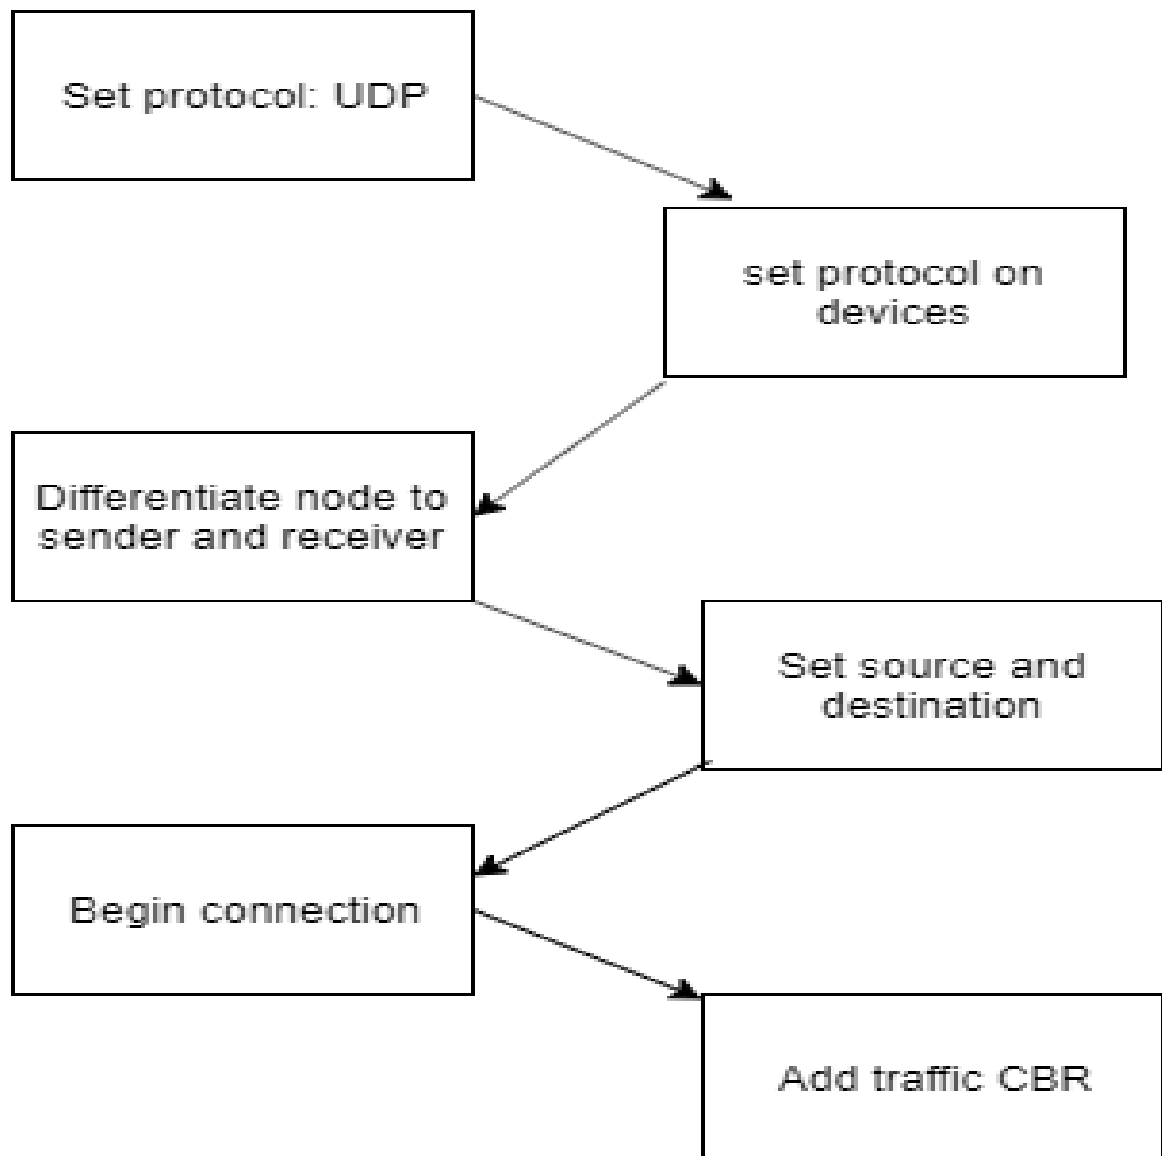 Set protocol: UDP
set protocol on
devices
Differentiate node to
sender and receiver
Set source and
destination
Begin connection
Add traffic CBR